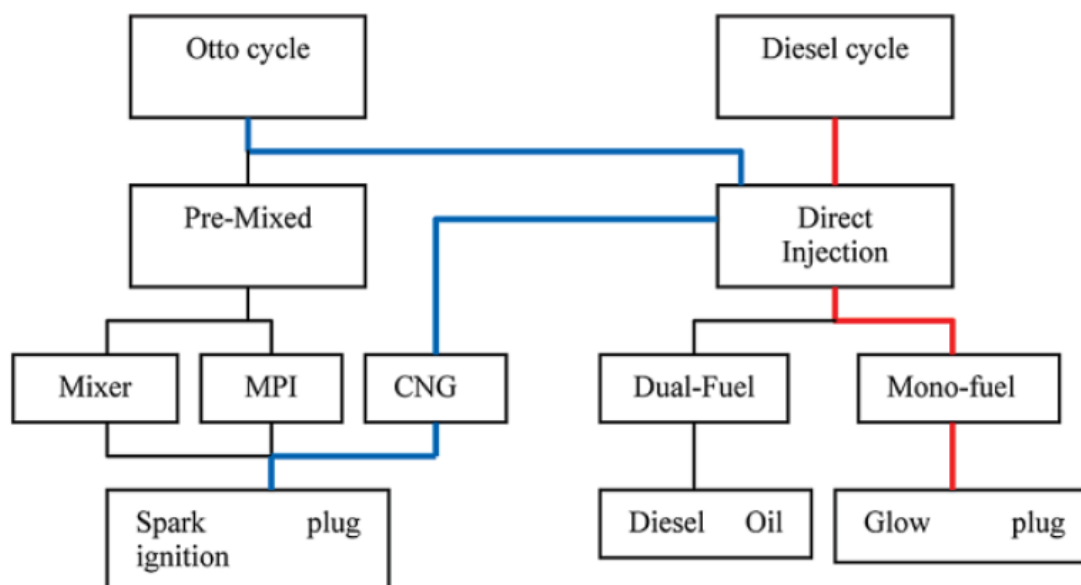 Otto cycle
Diesel cycle
Pre-Mixed
Direct
Injection
Mixer
MPI
CNG
Dual-Fuel
Mono-fuel
Spark plug
ignition
Diesel Oil
Glow plug